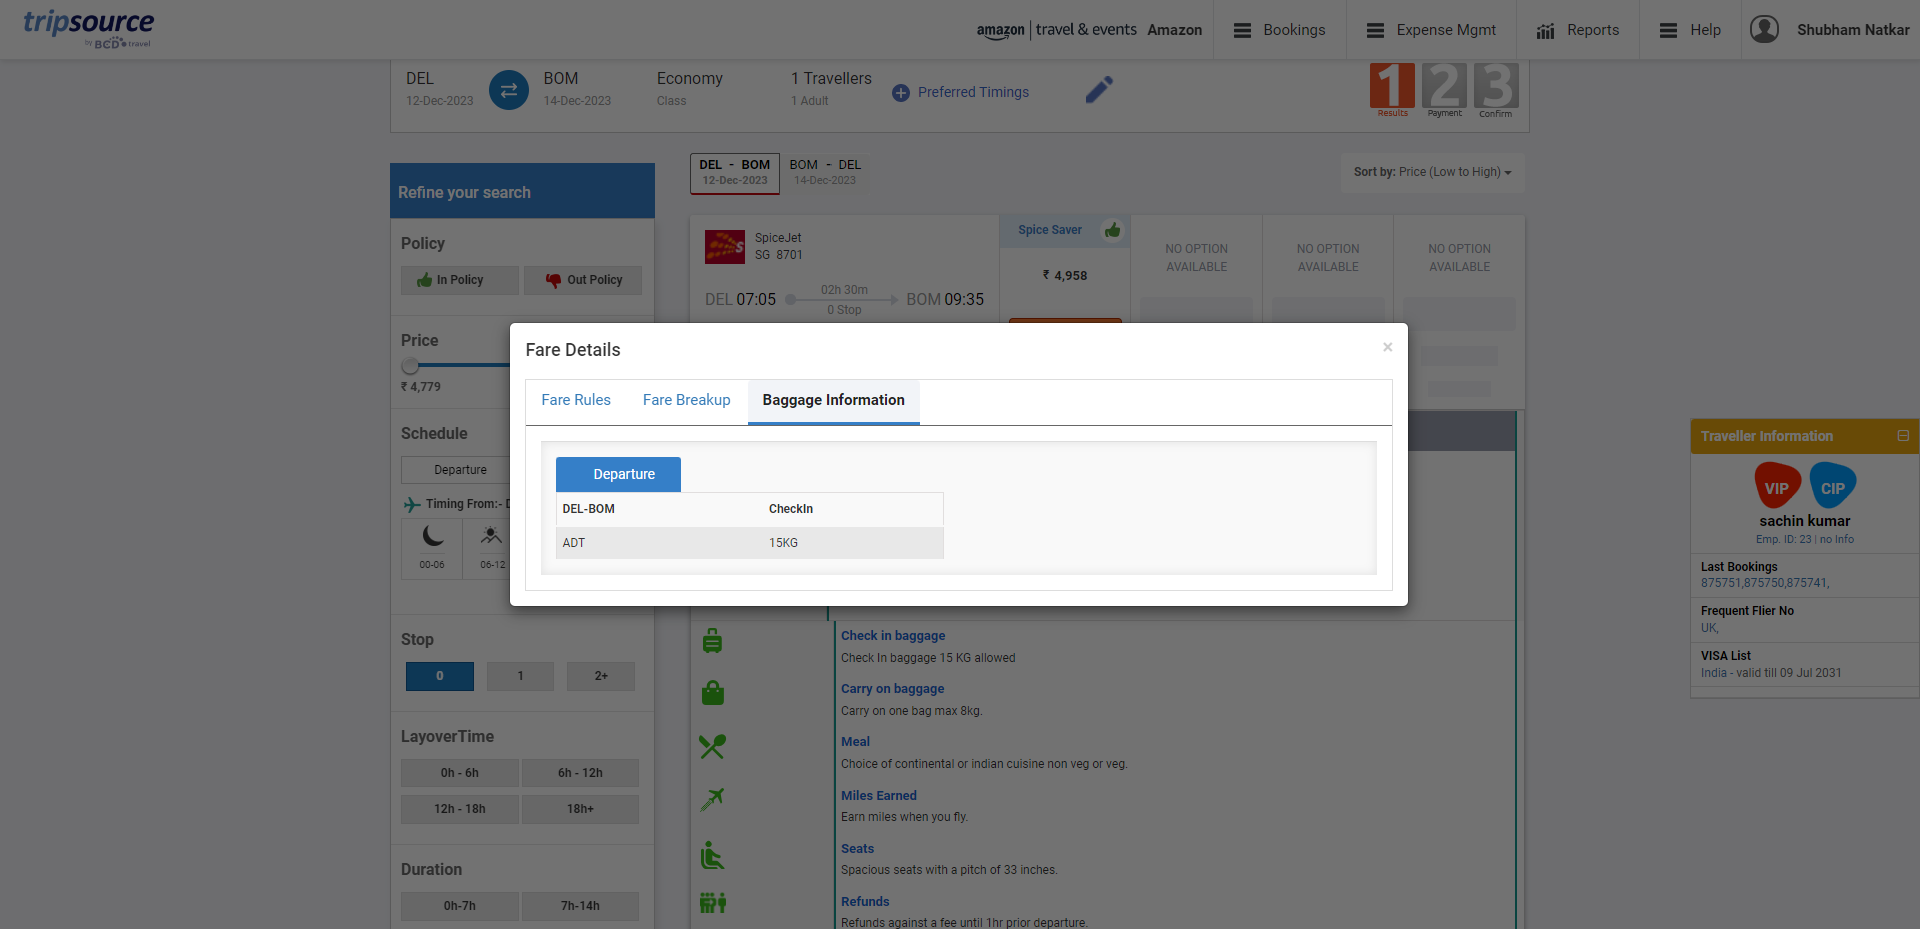 tripsource
by BCD travel
amazon travel & events Amazon
Bookings
Expense Mgmt
Reports
Help
Shubham Natkar
DEL
12-Dec-2023
BOM
14-Dec-2023
Economy
Class
1 Travellers
1 Adult
Preferred Timings
1 2 3
Results Payment Confirm
Refine your search
Policy
In Policy
Out Policy
Price
₹ 4,779
Schedule
Departure
Timing From:- D
00-06
06-12
Stop
0
1
2+
LayoverTime
0h - 6h
6h - 12h
12h - 18h
18h+
Duration
0h-7h
7h-14h
DEL - BOM
12-Dec-2023
BOM - DEL
14-Dec-2023
Sort by: Price (Low to High)
SpiceJet
SG 8701
DEL 07:05
02h 30m
0 Stop
BOM 09:35
Spice Saver
₹ 4,958
NO OPTION
AVAILABLE
NO OPTION
AVAILABLE
NO OPTION
AVAILABLE
Fare Details
×
Fare Rules
Fare Breakup
Baggage Information
Departure
DEL-BOM CheckIn
ADT 15KG
Check in baggage
Check In baggage 15 KG allowed
Carry on baggage
Carry on one bag max 8kg.
Meal
Choice of continental or indian cuisine non veg or veg.
Miles Earned
Earn miles when you fly.
Seats
Spacious seats with a pitch of 33 inches.
Refunds
Refunds against a fee until 1hr prior departure.
Traveller Information
VIP
CIP
sachin kumar
Emp. ID: 23 | no Info
Last Bookings
875751,875750,875741,
Frequent Flier No
UK,
VISA List
India - valid till 09 Jul 2031